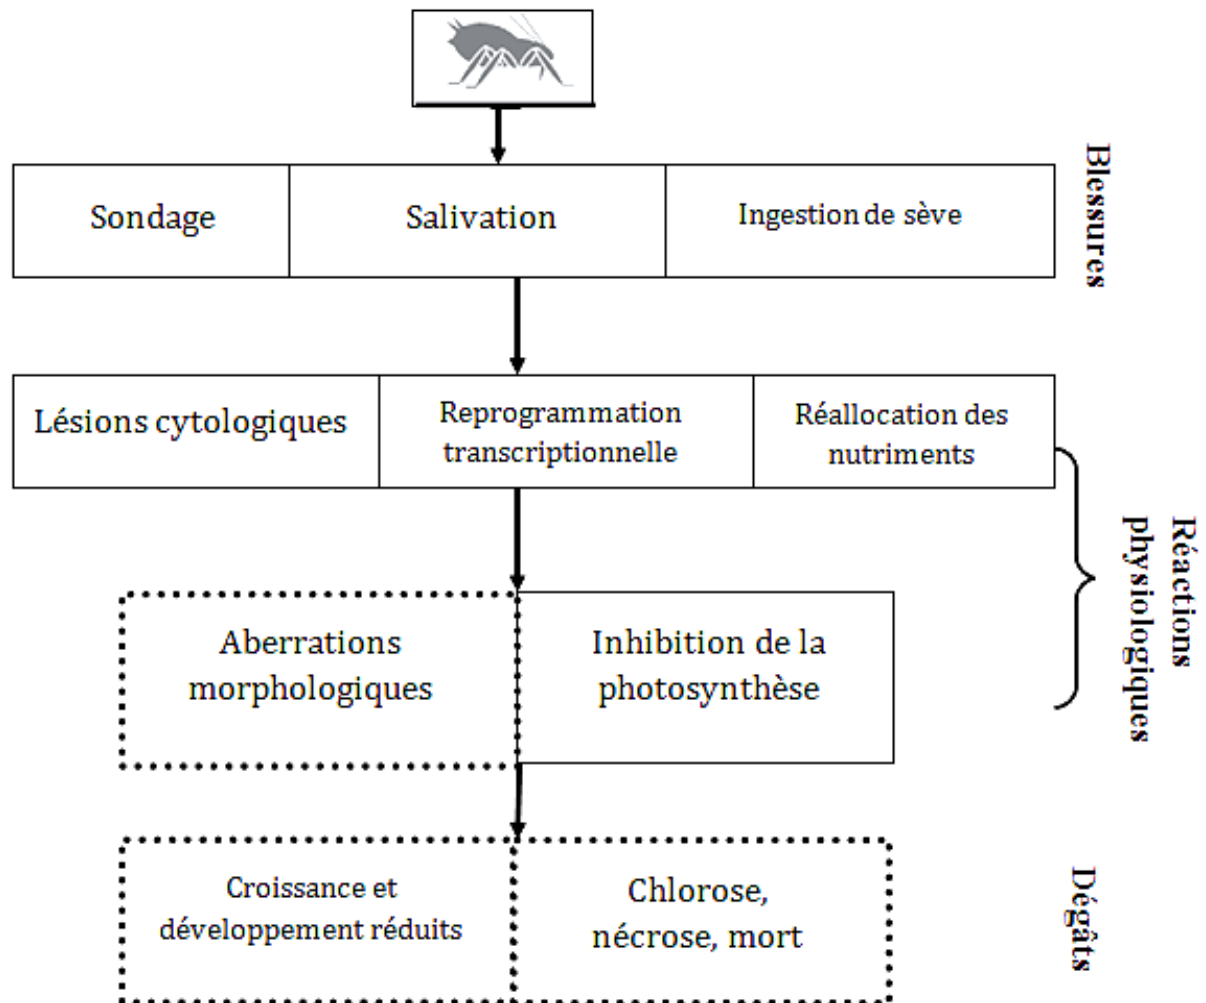 Blessures
Sondage
Salivation
Ingestion de sève
Lésions cytologiques
Reprogrammation
transcriptionnelle
Réallocation des
nutriments
Réactions
physiologiques
Aberrations
morphologiques
Inhibition de la
photosynthèse
Croissance et
développement réduits
Chlorose,
nécrose, mort
Dégâts